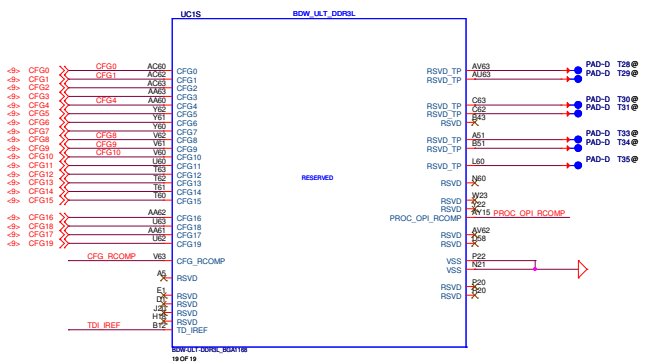 UC1S BDW_ULT_DDR3L
<9> CFG0 CFG0 AC60 CFG0 RSVD_TP AV63 PAD-D T28@
<9> CFG1 CFG1 AC62 CFG1 RSVD_TP AU63 PAD-D T29@
<9> CFG2 AC63 CFG2
<9> CFG3 AA63 CFG3
<9> CFG4 CFG4 AA60 CFG4 RSVD_TP C63 PAD-D T30@
<9> CFG5 Y62 CFG5 RSVD_TP C62 PAD-D T31@
<9> CFG6 Y61 CFG6 RSVD B43
<9> CFG7 Y60 CFG7
<9> CFG8 CFG8 V62 CFG8 RSVD_TP A51 PAD-D T33@
<9> CFG9 CFG9 V61 CFG9 RSVD_TP B51 PAD-D T34@
<9> CFG10 CFG10 V60 CFG10
<9> CFG11 U60 CFG11 RSVD_TP L60 PAD-D T35@
<9> CFG12 T63 CFG12
<9> CFG13 T62 CFG13 RESERVED RSVD N60
<9> CFG14 T61 CFG14
<9> CFG15 T60 CFG15 RSVD W23
RSVD Y22
<9> CFG16 AA62 CFG16 PROC_OPI_RCOMP AY15 PROC_OPI_RCOMP
<9> CFG18 U63 CFG18
<9> CFG17 AA61 CFG17 RSVD AV62
<9> CFG19 U62 CFG19 RSVD D58
CFG_RCOMP V63 CFG_RCOMP VSS P22
VSS N21
A5 RSVD
RSVD P20
E1 RSVD RSVD R20
D1 RSVD
J20 RSVD
H18 RSVD
TDI_IREF B12 TD_IREF
BDW-ULT-DDR3L_BGA1168
19 OF 19